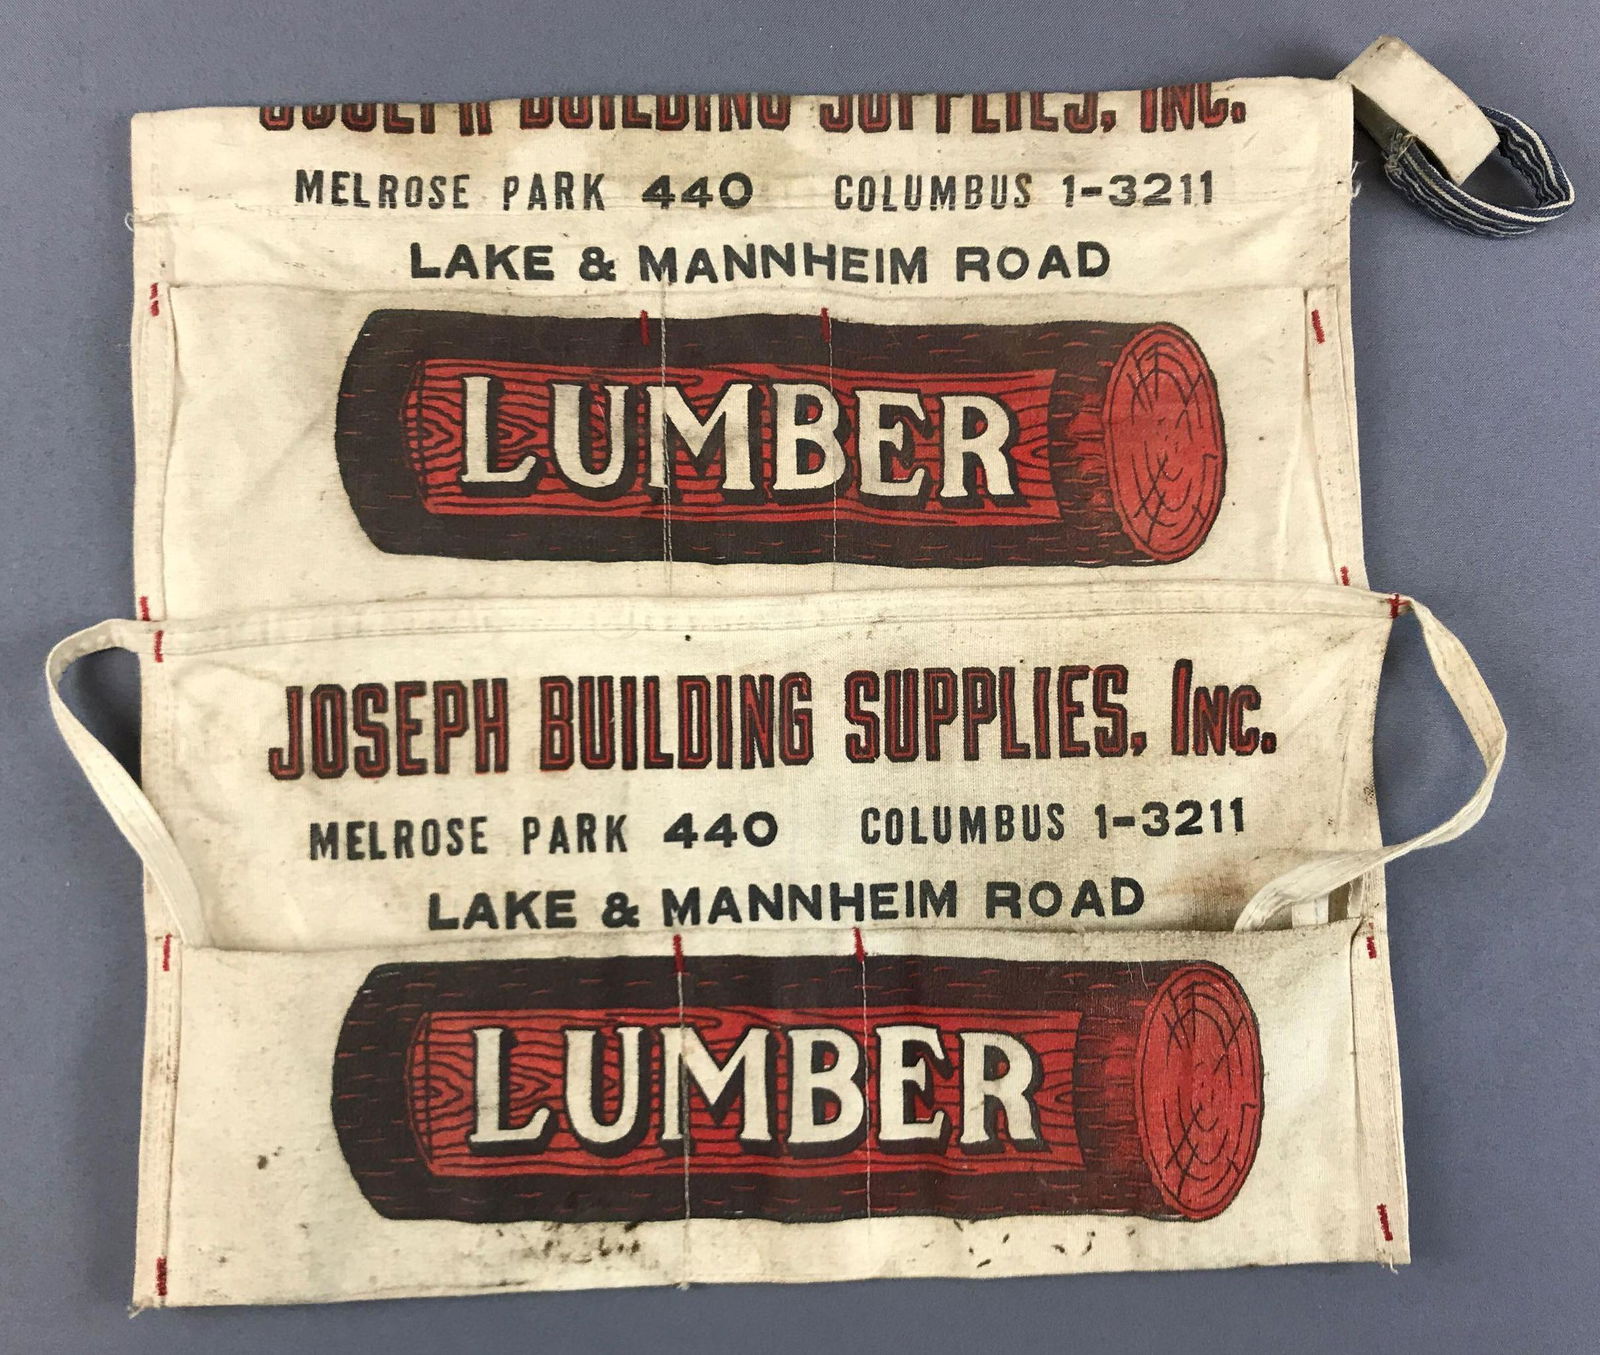 JOSEPH BUILDING SUPPLIES, INC.
MELROSE PARK 440 COLUMBUS 1-3211
LAKE & MANNHEIM ROAD
LUMBER
JOSEPH BUILDING SUPPLIES, INC.
MELROSE PARK 440 COLUMBUS 1-3211
LAKE & MANNHEIM ROAD
LUMBER